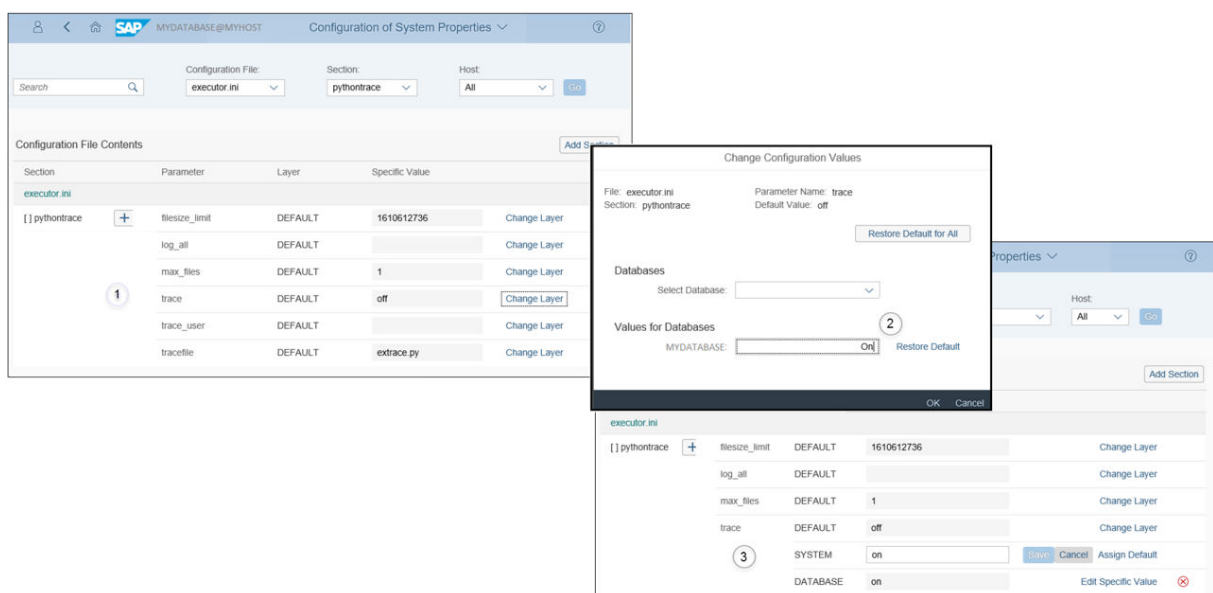 SAP MYDATABASE@MYHOST Configuration of System Properties
Configuration File: Section: Host:
Search executor.ini pythontrace All Go
Configuration File Contents Add Section
Section Parameter Layer Specific Value
executor.ini
[ ] pythontrace + filesize_limit DEFAULT 1610612736 Change Layer
log_all DEFAULT Change Layer
max_files DEFAULT 1 Change Layer
1 trace DEFAULT off Change Layer
trace_user DEFAULT Change Layer
tracefile DEFAULT extrace.py Change Layer
Change Configuration Values
File: executor.ini Parameter Name: trace
Section: pythontrace Default Value: off
Restore Default for All
Databases
Select Database:
2
Values for Databases
MYDATABASE: On Restore Default
OK Cancel
Properties
Host:
All Go
Add Section
executor.ini
[ ] pythontrace + filesize_limit DEFAULT 1610612736 Change Layer
log_all DEFAULT Change Layer
max_files DEFAULT 1 Change Layer
trace DEFAULT off Change Layer
3 SYSTEM on Save Cancel Assign Default
DATABASE on Edit Specific Value